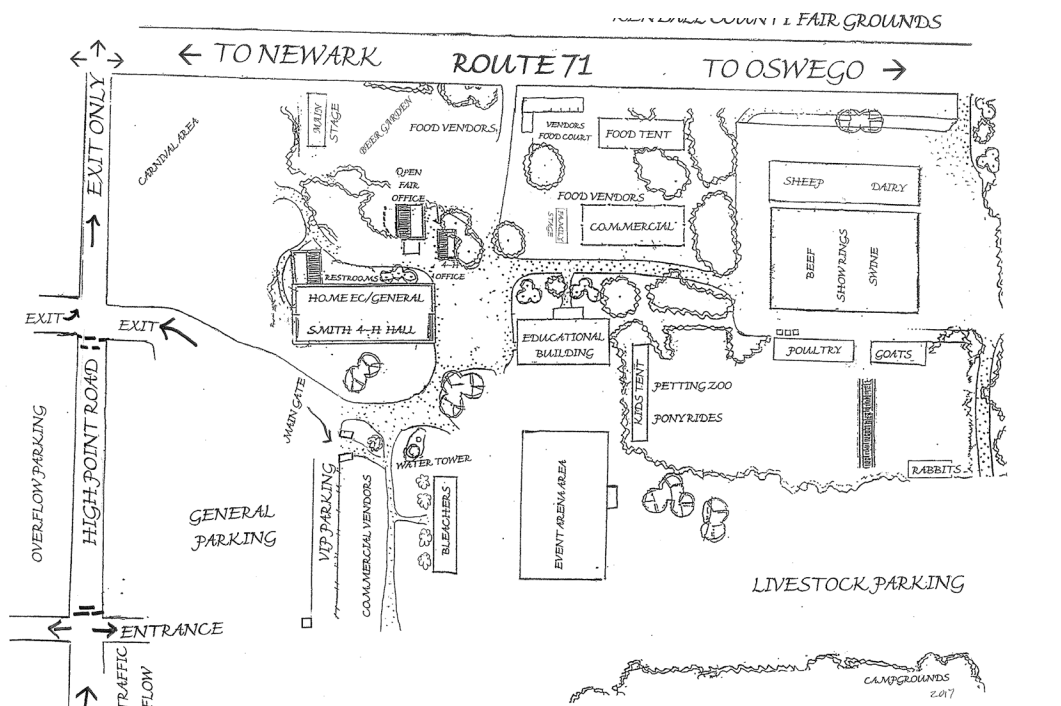 KENDALL COUNTY FAIR GROUNDS
← TO NEWARK
ROUTE 71
TO OSWEGO →
EXIT ONLY
CARNIVAL AREA
MAIN
STAGE
BEER GARDEN
FOOD VENDORS
VENDORS
FOOD COURT
FOOD TENT
OPEN
FAIR
OFFICE
FOOD VENDORS
FAMILY
STAGE
COMMERCIAL
SHEEP
DAIRY
BEEF
SHOWRINGS
SWINE
4-H
OFFICE
RESTROOMS
HOME EC/GENERAL
SMITH 4-H HALL
EXIT
EXIT
EDUCATIONAL
BUILDING
POULTRY
GOATS
KIDS TENT
PETTING ZOO
PONY RIDES
RABBITS
MAIN GATE
WATER TOWER
HIGH POINT ROAD
OVERFLOW PARKING
GENERAL
PARKING
VIP PARKING
COMMERCIAL VENDORS
BLEACHERS
EVENT ARENA AREA
LIVESTOCK PARKING
ENTRANCE
TRAFFIC
FLOW
CAMPGROUNDS
2017